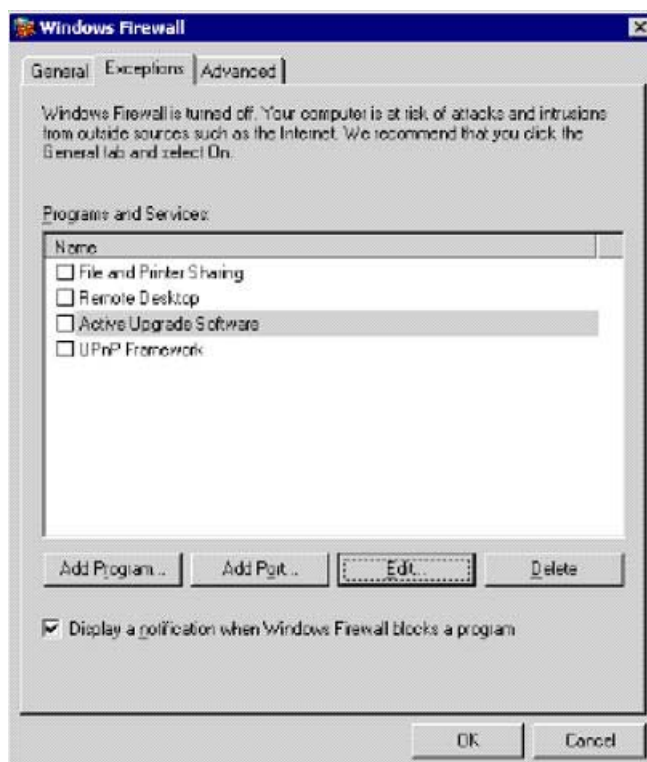 Windows Firewall
General Exceptions Advanced
Windows Firewall is turned off. Your computer is at risk of attacks and intrusions
from outside sources such as the Internet. We recommend that you click the
General tab and select On.
Programs and Services:
Name
File and Printer Sharing
Remote Desktop
Active Upgrade Software
UPnP Framework
Add Program... Add Port... Edit... Delete
Display a notification when Windows Firewall blocks a program
OK Cancel